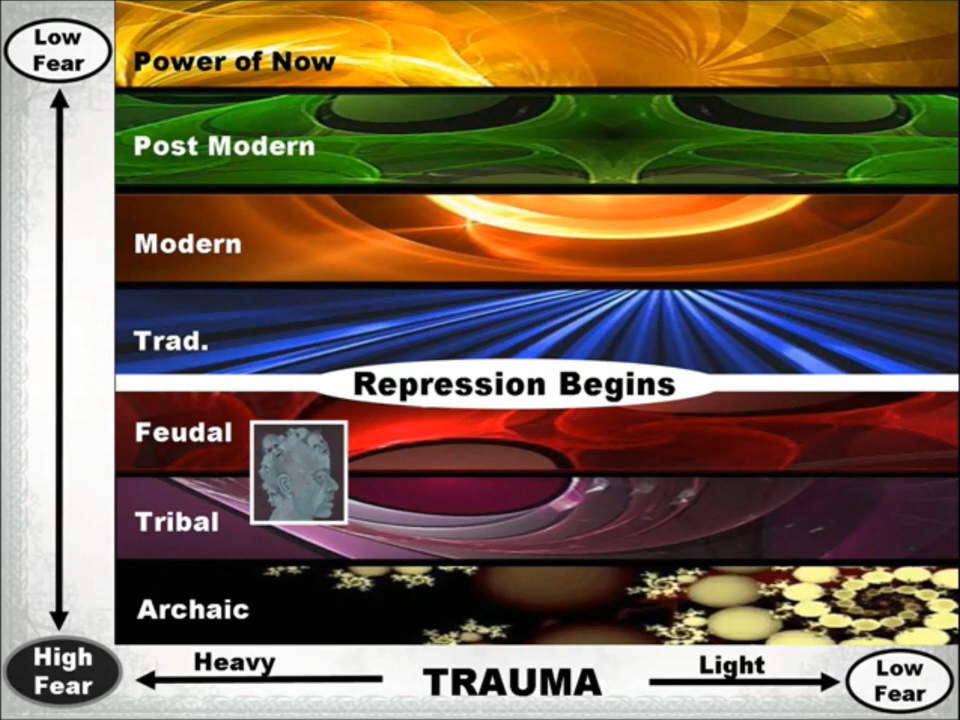 Low
Fear
Power of Now
Post Modern
Modern
Trad.
Repression Begins
Feudal
Tribal
Archaic
High
Fear
Heavy
TRAUMA
Light
Low
Fear